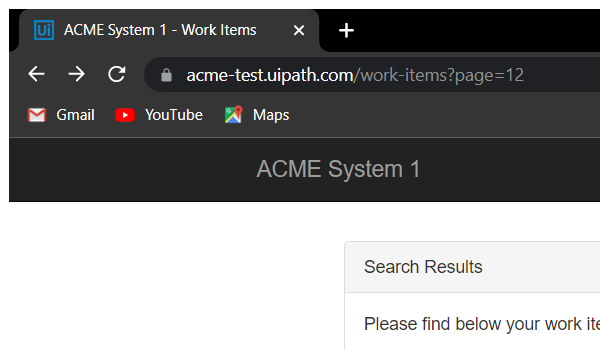 Ui ACME System 1 - Work Items
acme-test.uipath.com/work-items?page=12
Gmail YouTube Maps
ACME System 1
Search Results
Please find below your work